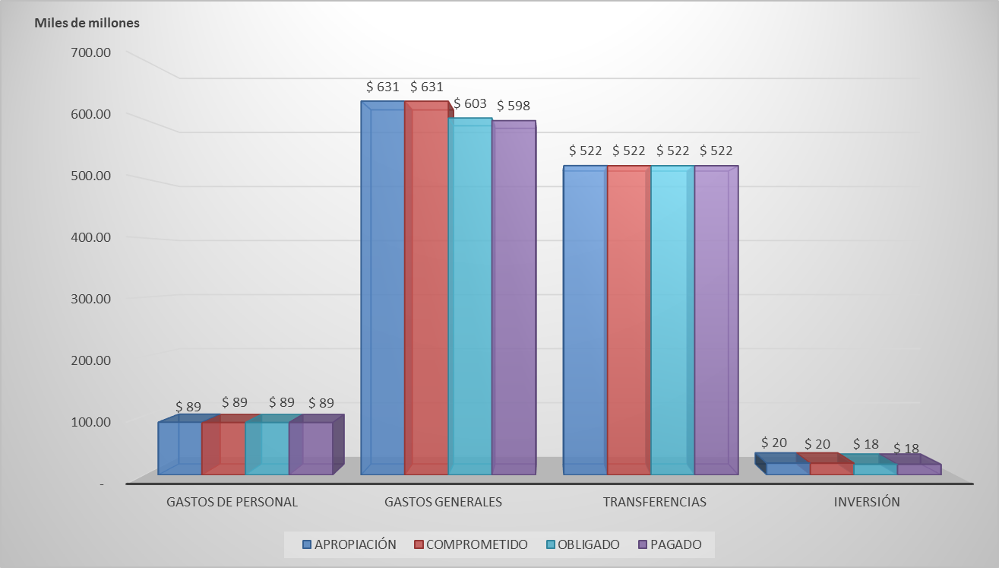 Miles de millones
700.00
600.00
500.00
400.00
300.00
200.00
100.00
-
$ 89
$ 89
$ 89
$ 89
$ 631
$ 631
$ 603
$ 598
$ 522
$ 522
$ 522
$ 522
$ 20
$ 20
$ 18
$ 18
GASTOS DE PERSONAL
GASTOS GENERALES
TRANSFERENCIAS
INVERSIÓN
APROPIACIÓN
COMPROMETIDO
OBLIGADO
PAGADO